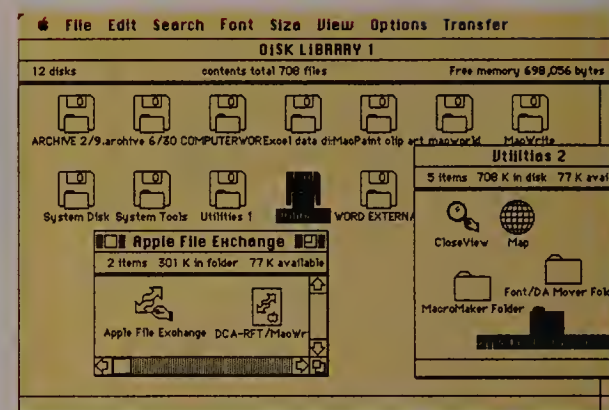 File Edit Search Font Size View Options Transfer
DISK LIBRARY 1
12 disks contents total 708 files Free memory 698,056 bytes
ARCHIVE 2/9. archive 6/30 COMPUTERWOR Excel data di MacPaint clip art macworld MacWrite
System Disk System Tools Utilities 1 WORD EXTERNA
Utilities 2
5 items 708 K in disk 77 K avai
CloseView Map
MacroMaker Folder Font/DA Mover Fold
Apple File Exchange
2 items 301 K in folder 77 K available
Apple File Exchange DCA-RFT/MacWr